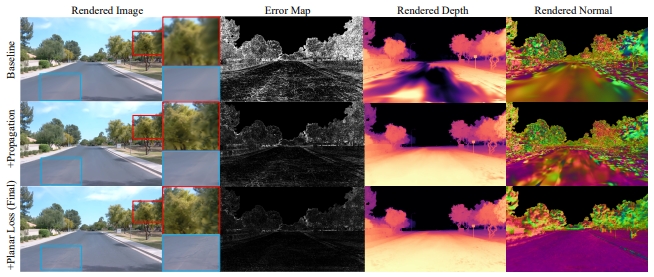 Rendered Image Error Map Rendered Depth Rendered Normal
Baseline
+Propagation
+Planar Loss (Final)